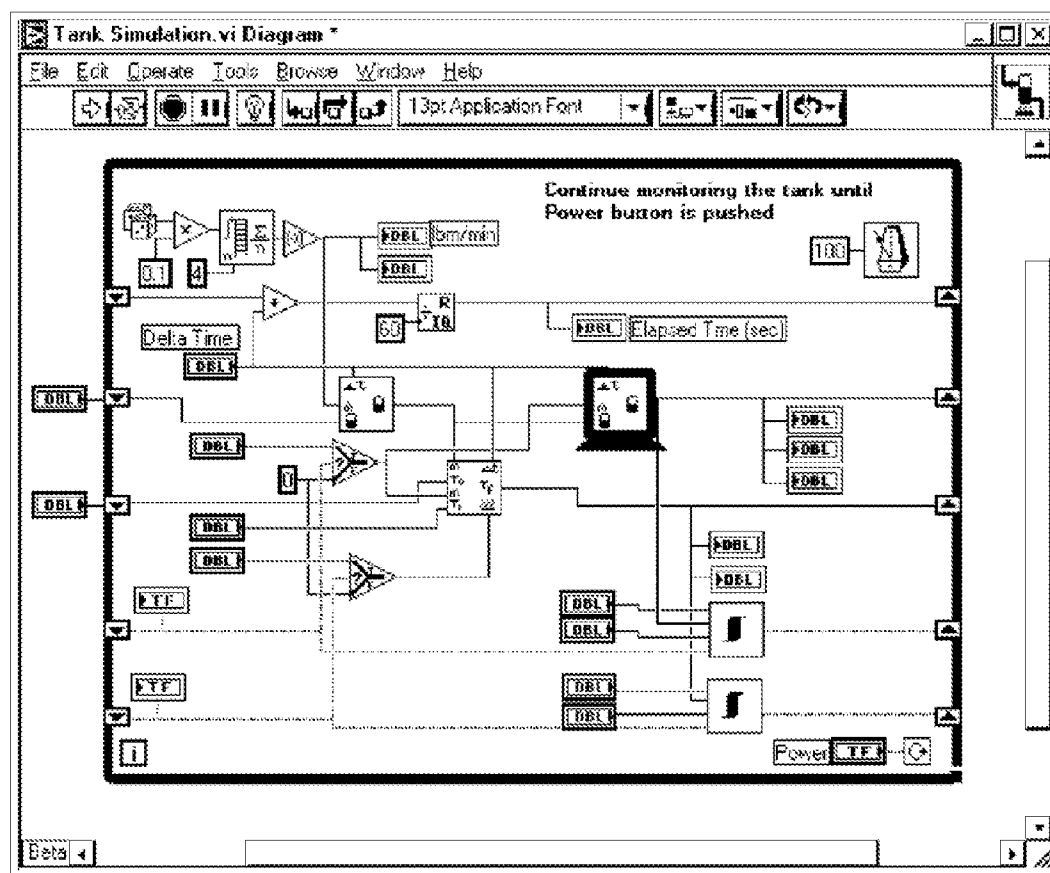 Tank Simulation.vi Diagram *
File Edit Operate Tools Browse Window Help
13pt Application Font
Continue monitoring the tank until
Power button is pushed
DBL lbm/min
100
0.1 4
DBL
60
DBL Elapsed Time (sec)
Delta Time
DBL
DBL
DBL
DBL
DBL
DBL
0
DBL
DBL
DBL
DBL
DBL
TF
DBL
DBL
TF
DBL
DBL
i
Power TF
Beta